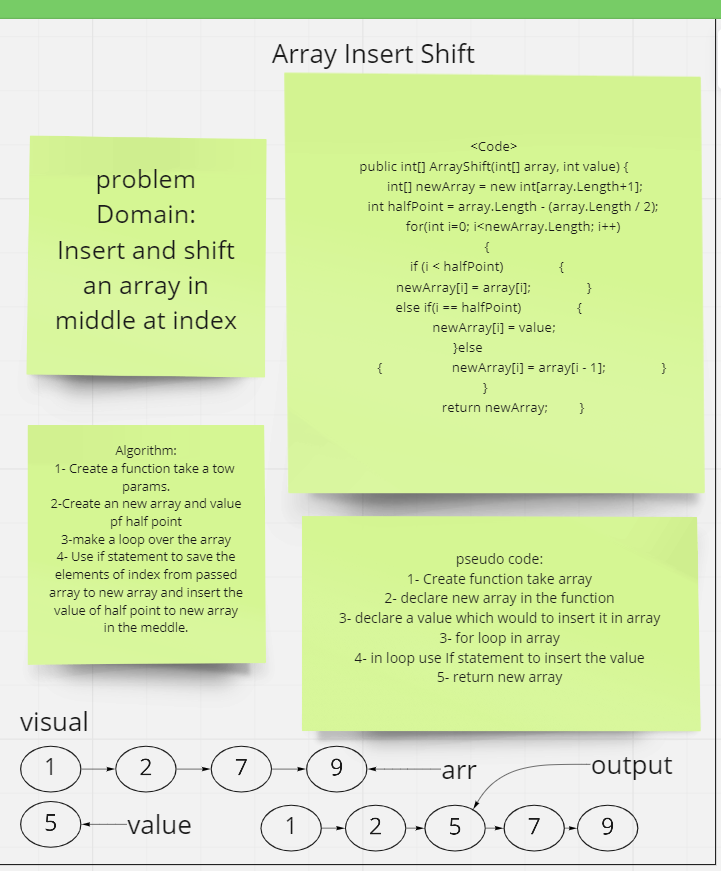 Array Insert Shift
problem
Domain:
Insert and shift
an array in
middle at index
<Code>
public int[] ArrayShift(int[] array, int value) {
int[] newArray = new int[array.Length+1];
int halfPoint = array.Length - (array.Length / 2);
for(int i=0; i<newArray.Length; i++)
{
if (i < halfPoint) {
newArray[i] = array[i]; }
else if(i == halfPoint) {
newArray[i] = value;
}else
{ newArray[i] = array[i - 1]; }
}
return newArray; }
Algorithm:
1- Create a function take a tow
params.
2-Create an new array and value
pf half point
3-make a loop over the array
4- Use if statement to save the
elements of index from passed
array to new array and insert the
value of half point to new array
in the meddle.
pseudo code:
1- Create function take array
2- declare new array in the function
3- declare a value which would to insert it in array
3- for loop in array
4- in loop use If statement to insert the value
5- return new array
visual
1 2 7 9 arr
output
5 value
1 2 5 7 9